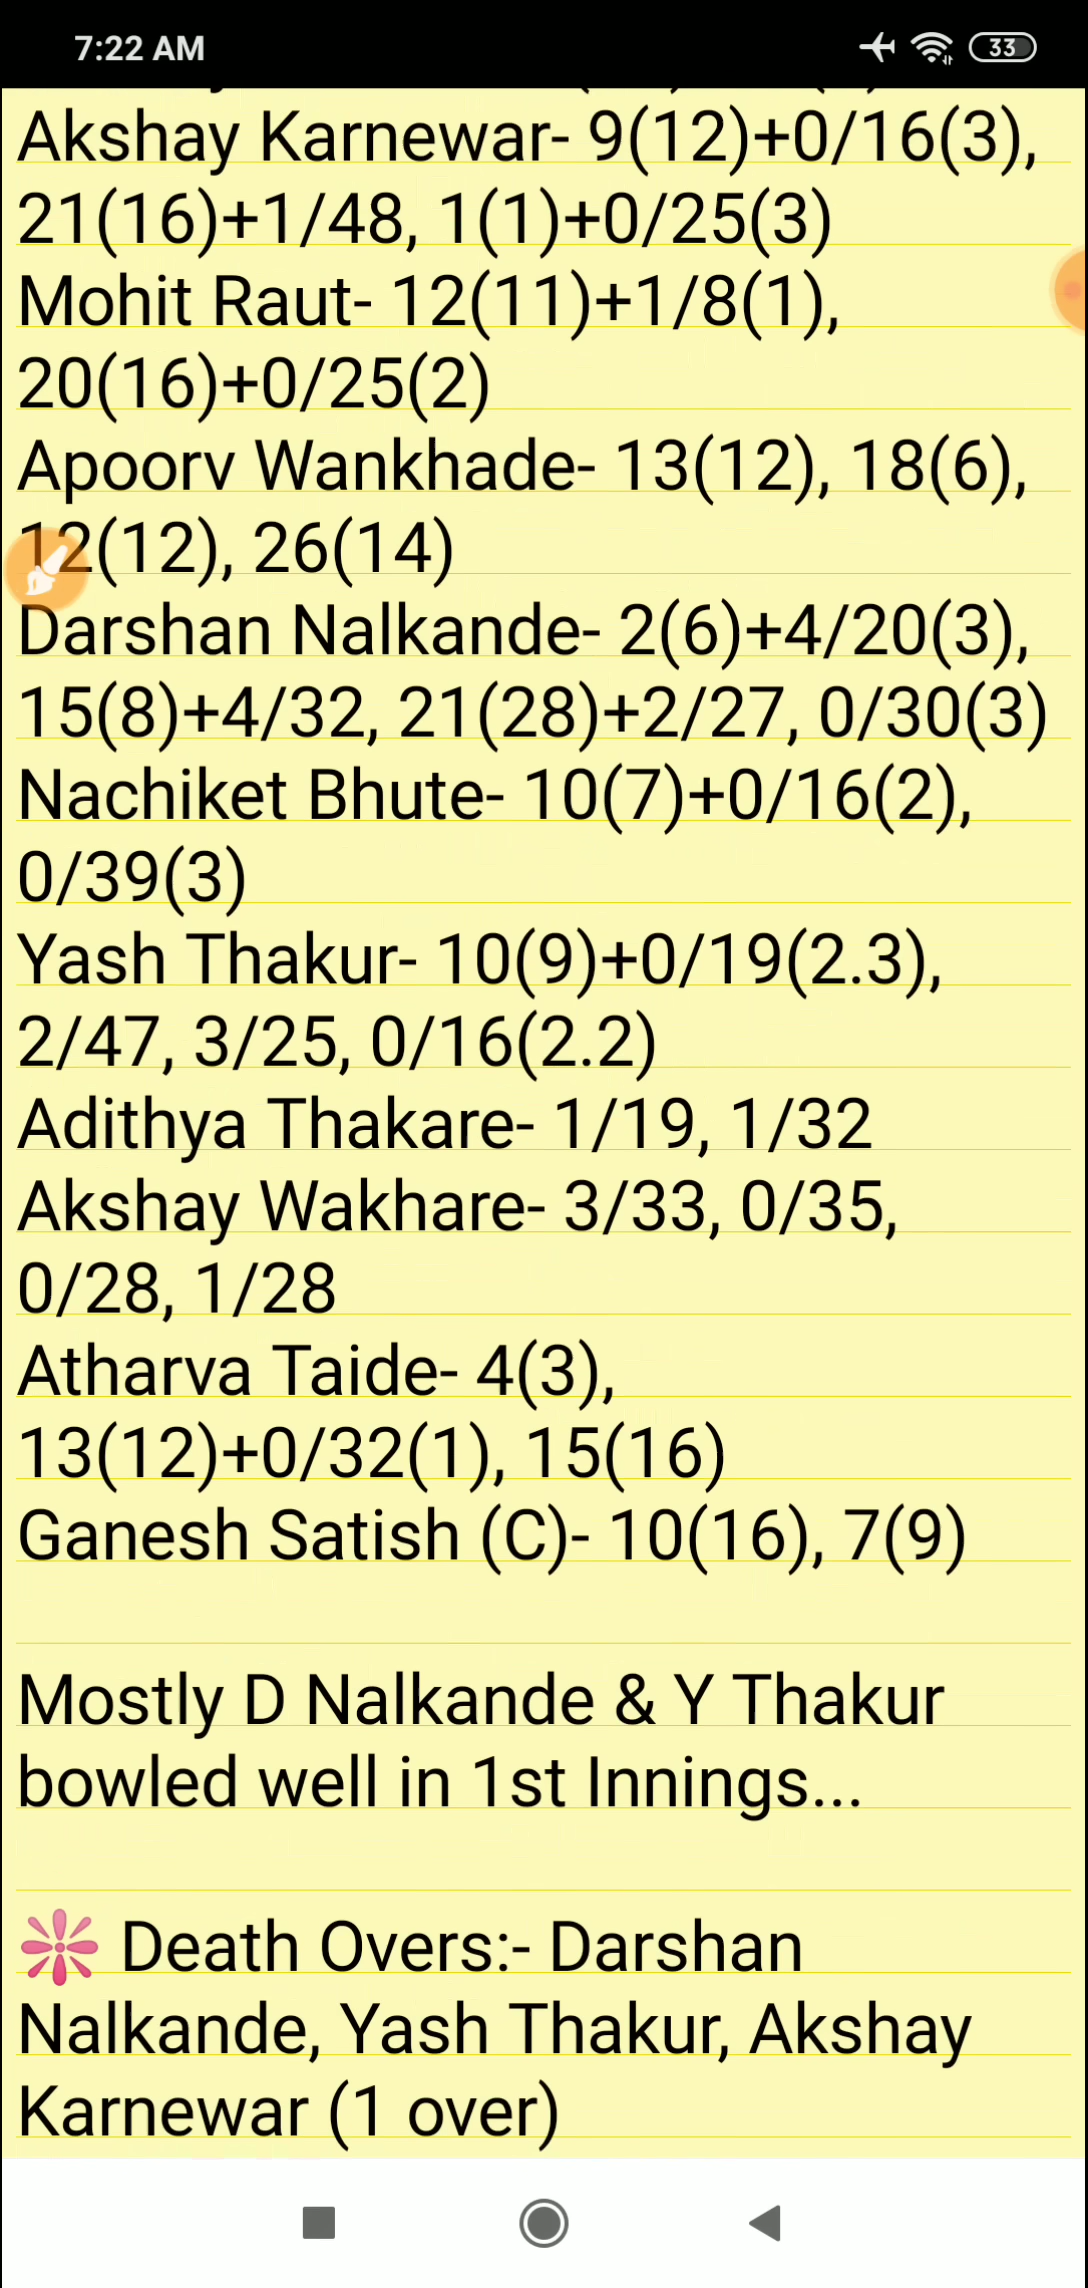 7:22 AM
33
Akshay Karnewar- 9(12)+0/16(3),
21(16)+1/48, 1(1)+0/25(3)
Mohit Raut- 12(11)+1/8(1),
20(16)+0/25(2)
Apoorv Wankhade- 13(12), 18(6),
12(12), 26(14)
Darshan Nalkande- 2(6)+4/20(3),
15(8)+4/32, 21(28)+2/27, 0/30(3)
Nachiket Bhute- 10(7)+0/16(2),
0/39(3)
Yash Thakur- 10(9)+0/19(2.3),
2/47, 3/25, 0/16(2.2)
Adithya Thakare- 1/19, 1/32
Akshay Wakhare- 3/33, 0/35,
0/28, 1/28
Atharva Taide- 4(3),
13(12)+0/32(1), 15(16)
Ganesh Satish (C)- 10(16), 7(9)
Mostly D Nalkande & Y Thakur
bowled well in 1st Innings...
Death Overs:- Darshan
Nalkande, Yash Thakur, Akshay
Karnewar (1 over)